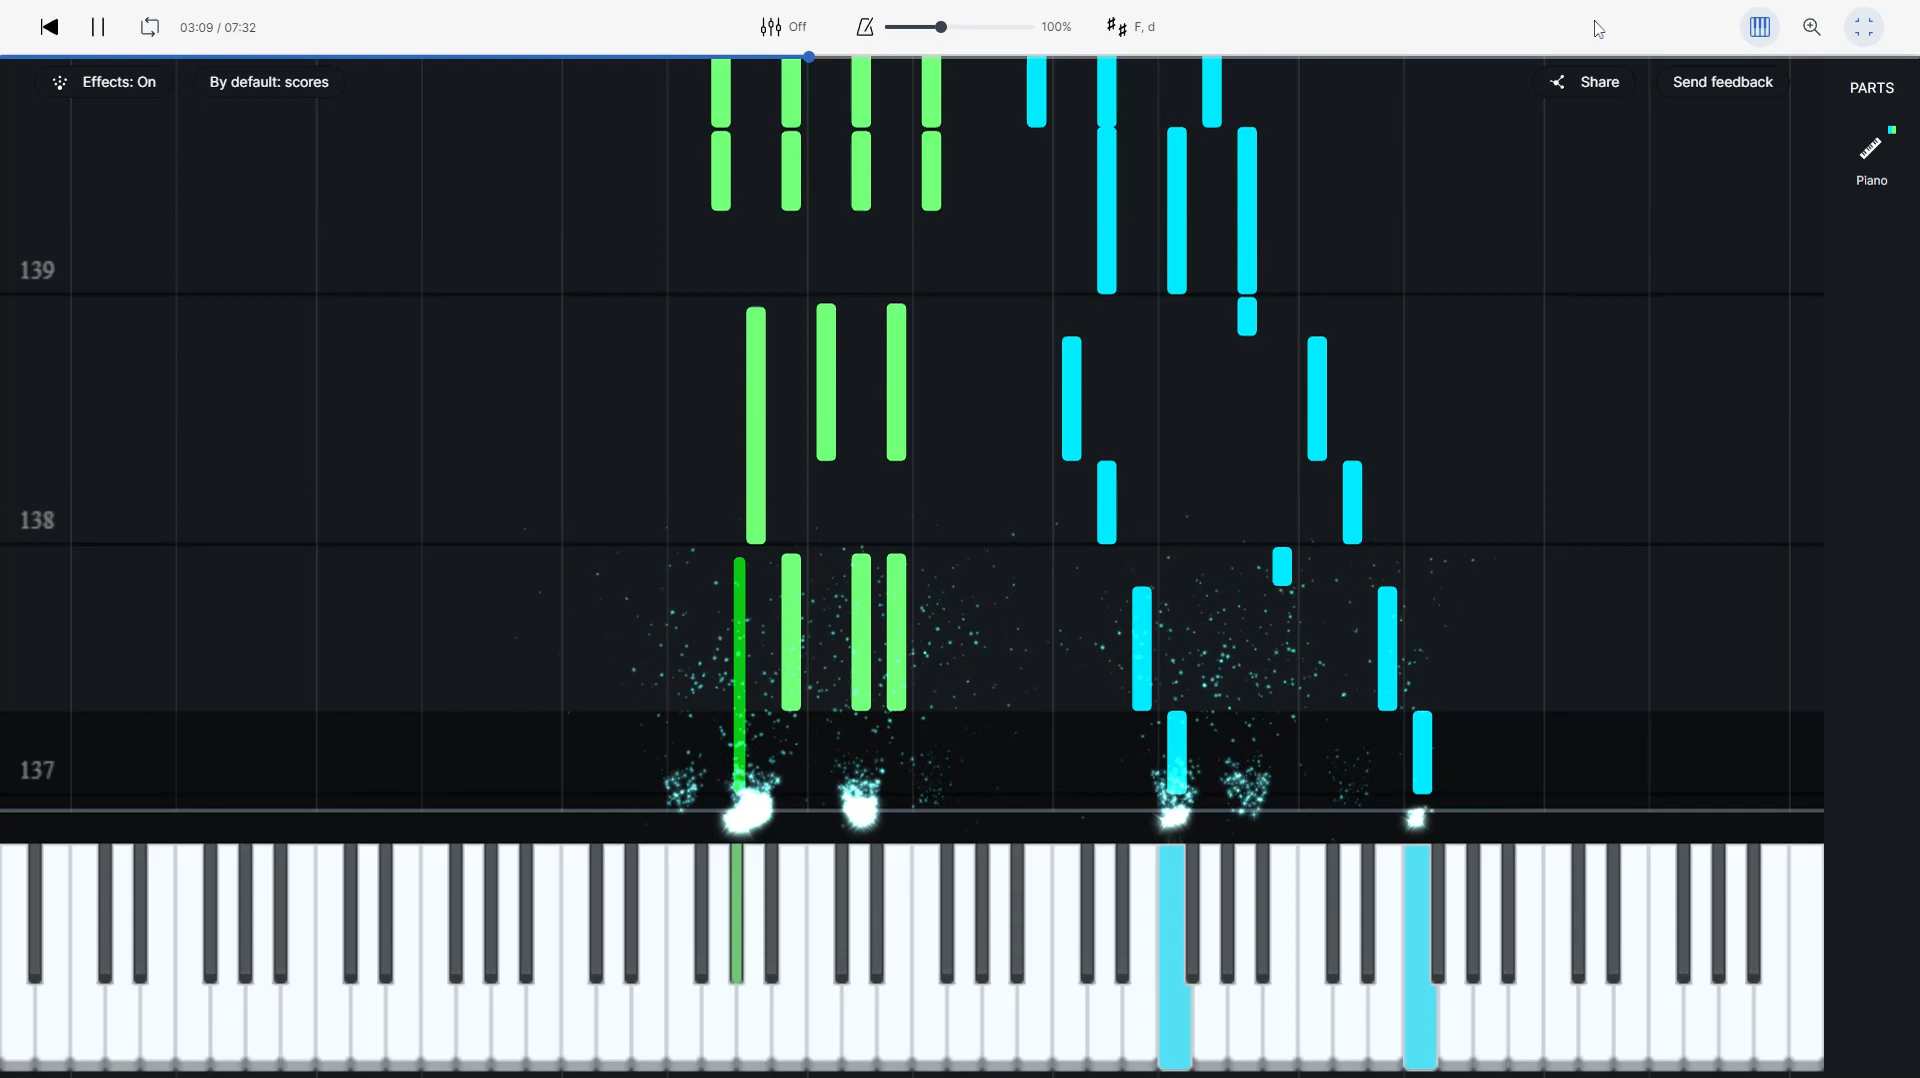 03:09 / 07:32
Off
100%
F, d
Effects: On
By default: scores
Share
Send feedback
PARTS
Piano
139
138
137